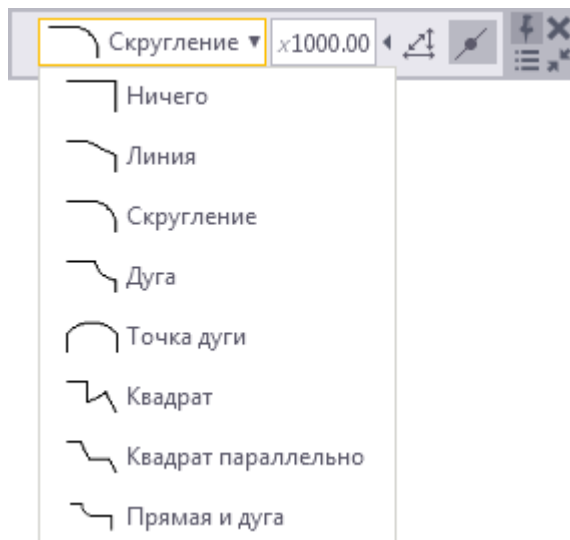 Скругление x1000.00
Ничего
Линия
Скругление
Дуга
Точка дуги
Квадрат
Квадрат параллельно
Прямая и дуга